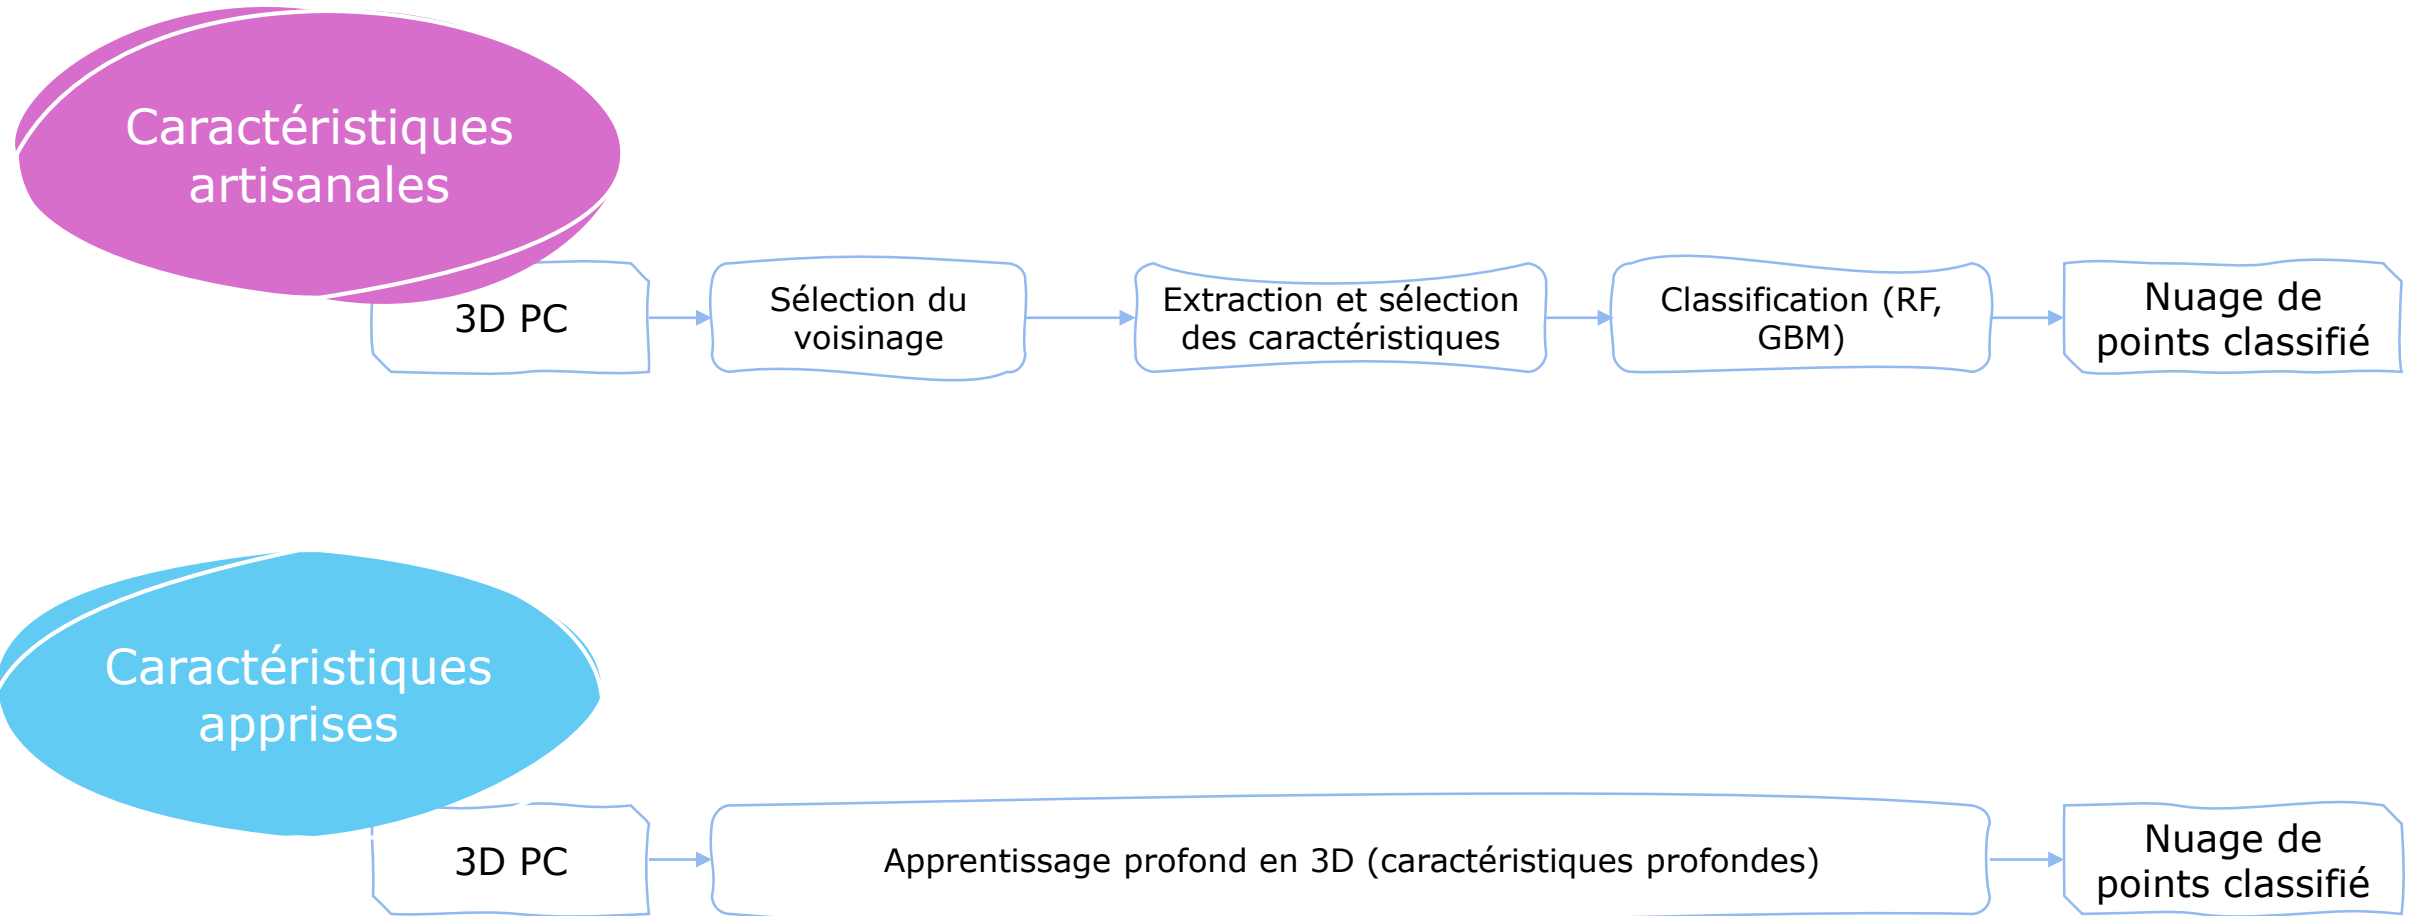 Caractéristiques
artisanales
3D PC
Sélection du
voisinage
Extraction et sélection
des caractéristiques
Classification (RF,
GBM)
Nuage de
points classifié
Caractéristiques
apprises
3D PC
Apprentissage profond en 3D (caractéristiques profondes)
Nuage de
points classifié